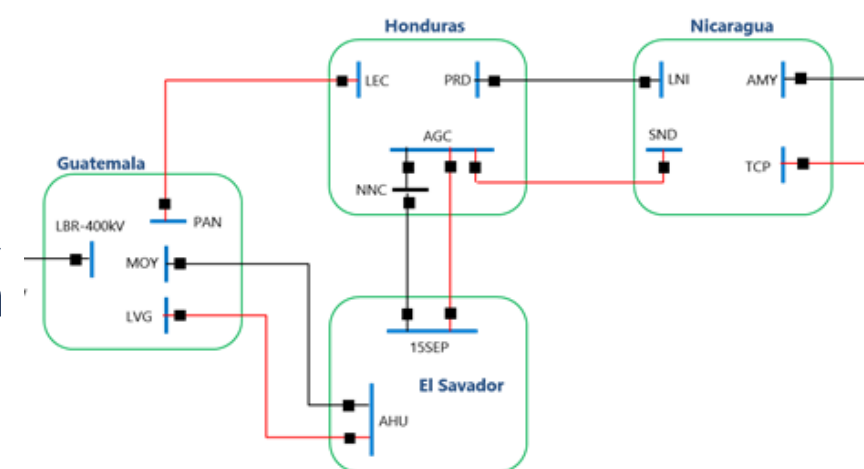 Honduras
Nicaragua
LEC
PRD
LNI
AMY
AGC
SND
Guatemala
TCP
NNC
LBR-400kV
PAN
MOY
LVG
15SEP
El Savador
AHU